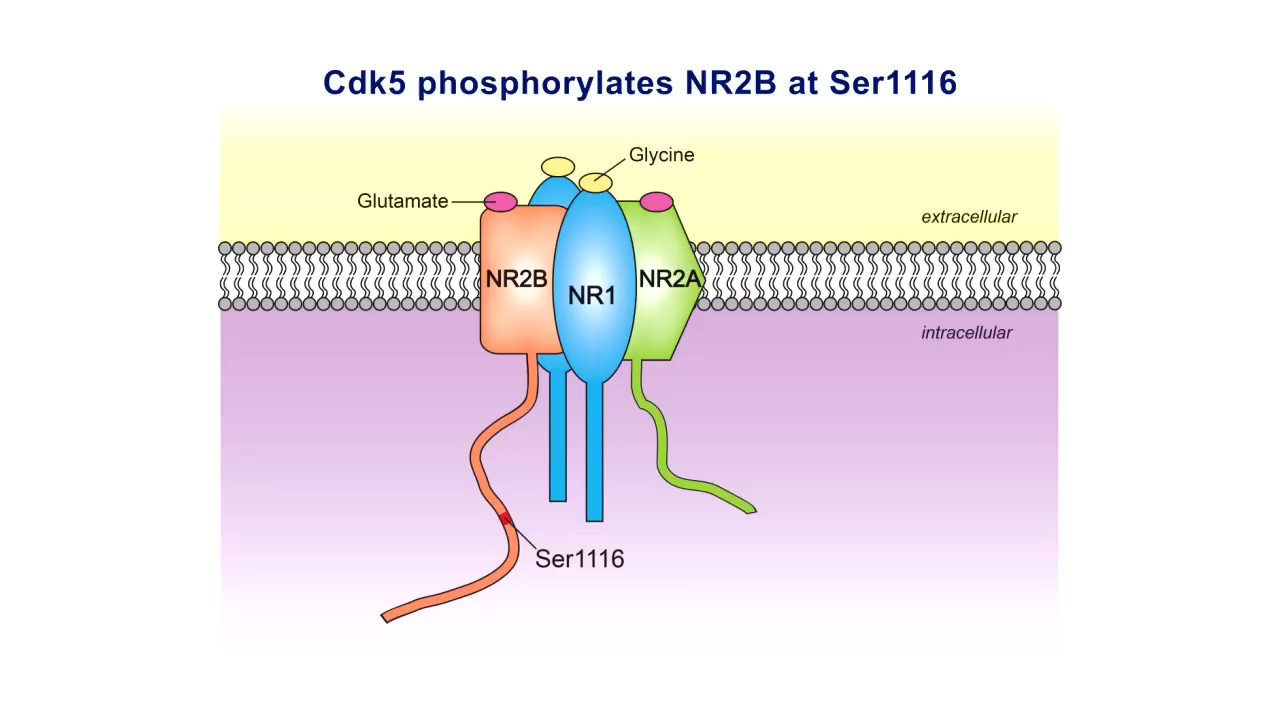 Cdk5 phosphorylates NR2B at Ser1116
Glycine
Glutamate
extracellular
NR2B
NR1
NR2A
intracellular
Ser1116